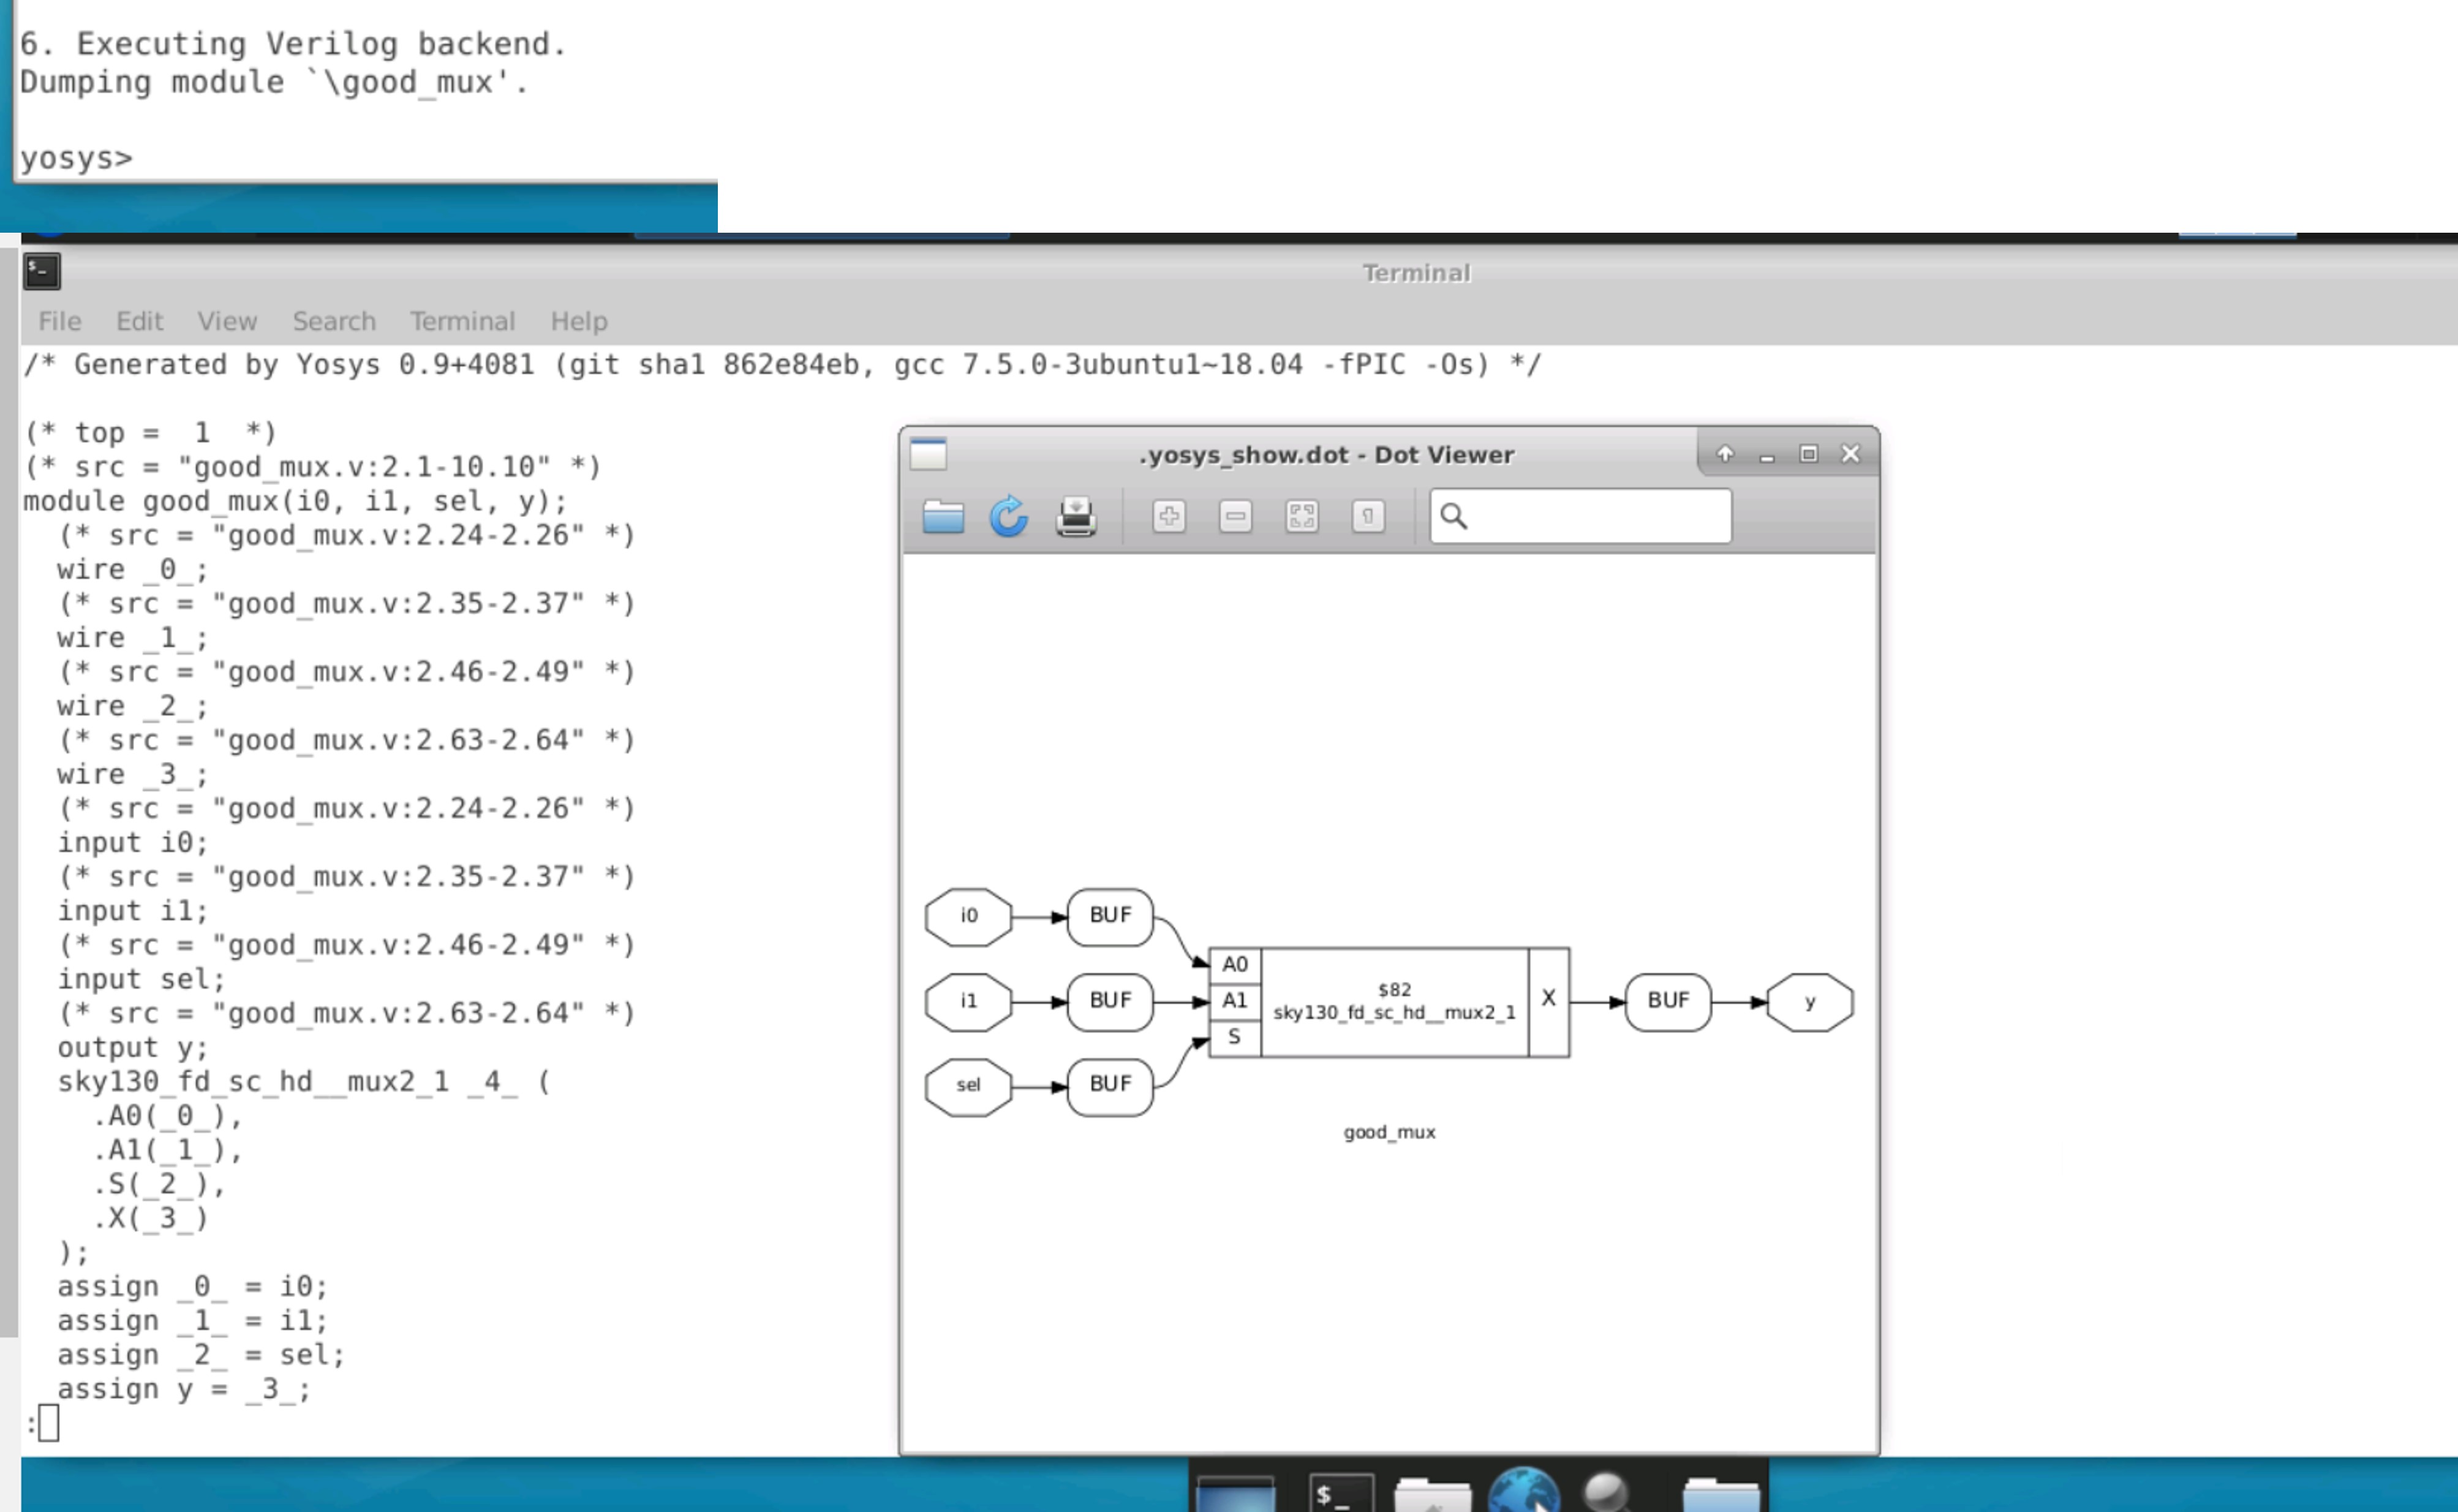 6. Executing Verilog backend.
Dumping module `\good_mux'.
yosys>
Terminal
File Edit View Search Terminal Help
/* Generated by Yosys 0.9+4081 (git sha1 862e84eb, gcc 7.5.0-3ubuntu1~18.04 -fPIC -Os) */
(* top =  1  *)
(* src = "good_mux.v:2.1-10.10" *)
module good_mux(i0, i1, sel, y);
  (* src = "good_mux.v:2.24-2.26" *)
  wire _0_;
  (* src = "good_mux.v:2.35-2.37" *)
  wire _1_;
  (* src = "good_mux.v:2.46-2.49" *)
  wire _2_;
  (* src = "good_mux.v:2.63-2.64" *)
  wire _3_;
  (* src = "good_mux.v:2.24-2.26" *)
  input i0;
  (* src = "good_mux.v:2.35-2.37" *)
  input i1;
  (* src = "good_mux.v:2.46-2.49" *)
  input sel;
  (* src = "good_mux.v:2.63-2.64" *)
  output y;
  sky130_fd_sc_hd__mux2_1 _4_ (
    .A0(_0_),
    .A1(_1_),
    .S(_2_),
    .X(_3_)
  );
  assign _0_ = i0;
  assign _1_ = i1;
  assign _2_ = sel;
  assign y = _3_;
:
.yosys_show.dot - Dot Viewer
i0 BUF
A0
i1 BUF A1 $82 X BUF y
sky130_fd_sc_hd__mux2_1
S
sel BUF
good_mux
$_